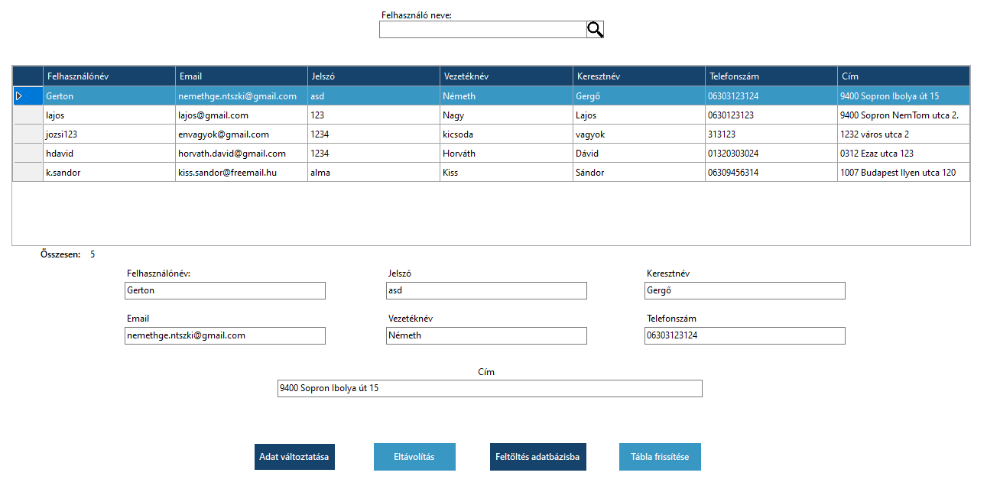 Felhasználó neve:
Felhasználónév Email Jelszó Vezetéknév Keresztnév Telefonszám Cím
Gerton nemethge.ntszki@gmail.com asd Németh Gergő 06303123124 9400 Sopron Ibolya út 15
lajos lajos@gmail.com 123 Nagy Lajos 0630123123 9400 Sopron NemTom utca 2.
jozsi123 envagyok@gmail.com 1234 kicsoda vagyok 313123 1232 város utca 2
hdavid horvath.david@gmail.com 1234 Horváth Dávid 01320303024 0312 Ezaz utca 123
k.sandor kiss.sandor@freemail.hu alma Kiss Sándor 06309456314 1007 Budapest Ilyen utca 120
Összesen: 5
Felhasználónév: Jelszó Keresztnév
Gerton asd Gergő
Email Vezetéknév Telefonszám
nemethge.ntszki@gmail.com Németh 06303123124
Cím
9400 Sopron Ibolya út 15
Adat változtatása Eltávolítás Feltöltés adatbázisba Tábla frissítése